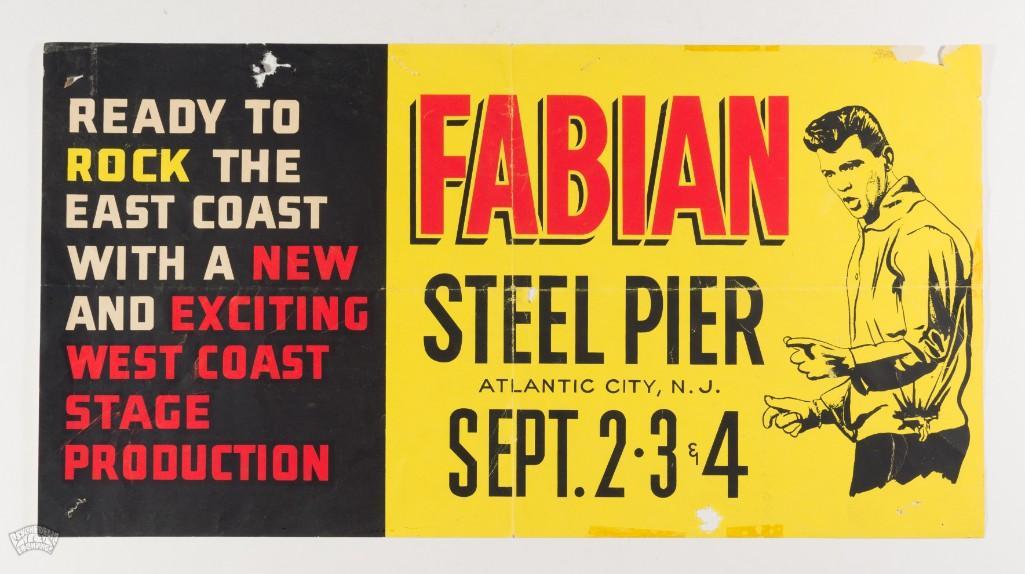 READY TO
ROCK THE
EAST COAST
WITH A NEW
AND EXCITING
WEST COAST
STAGE
PRODUCTION
FABIAN
STEEL PIER
ATLANTIC CITY, N.J.
SEPT. 2·3 & 4